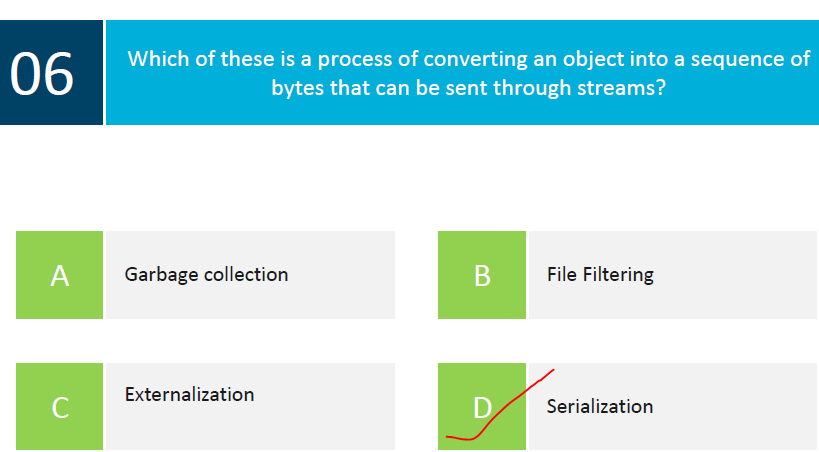 06
Which of these is a process of converting an object into a sequence of
bytes that can be sent through streams?
A
Garbage collection
B
File Filtering
C
Externalization
D
Serialization